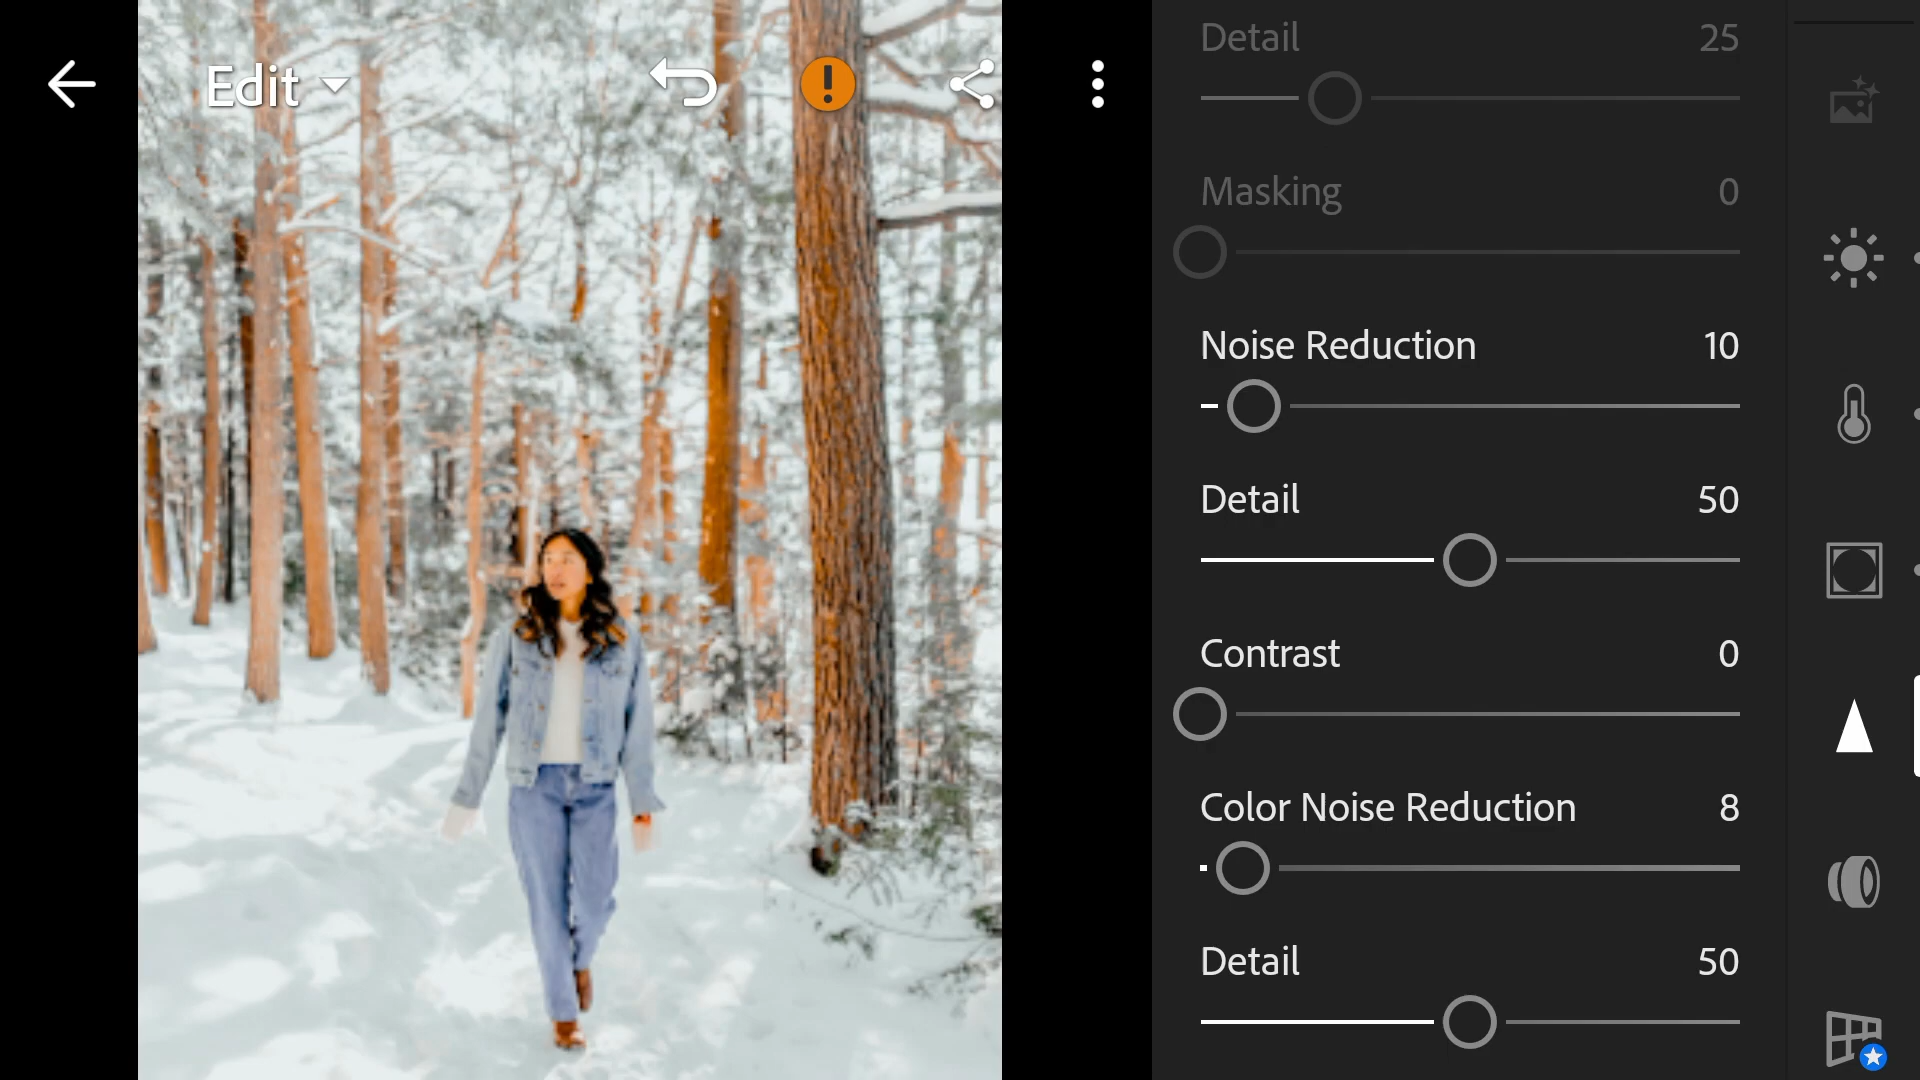 Edit
Detail 25
Masking 0
Noise Reduction 10
Detail 50
Contrast 0
Color Noise Reduction 8
Detail 50